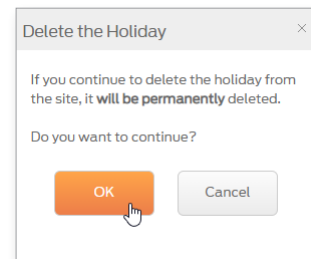 Delete the Holiday
If you continue to delete the holiday from
the site, it will be permanently deleted.
Do you want to continue?
OK
Cancel